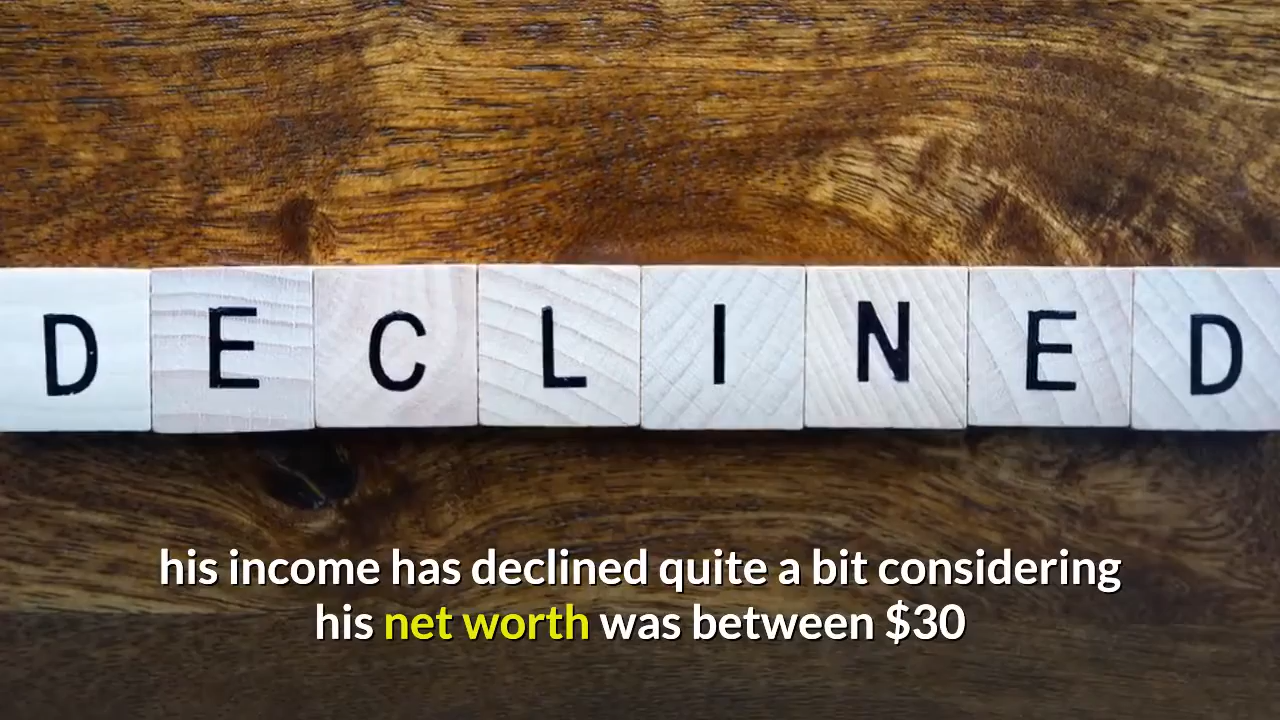 DECLINED
his income has declined quite a bit considering
his net worth was between $30